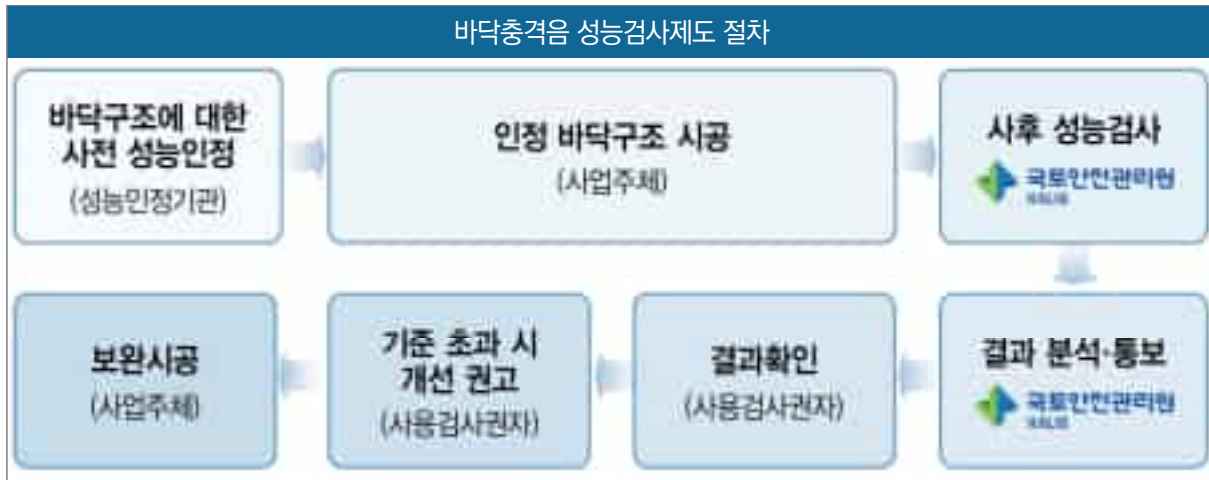 바닥충격음 성능검사제도 절차
바닥구조에 대한
사전 성능인정
(성능인정기관)
인정 바닥구조 시공
(사업주체)
사후 성능검사
국토안전관리원
결과 분석·통보
국토안전관리원
결과확인
(사용검사권자)
기준 초과 시
개선 권고
(사용검사권자)
보완시공
(사업주체)